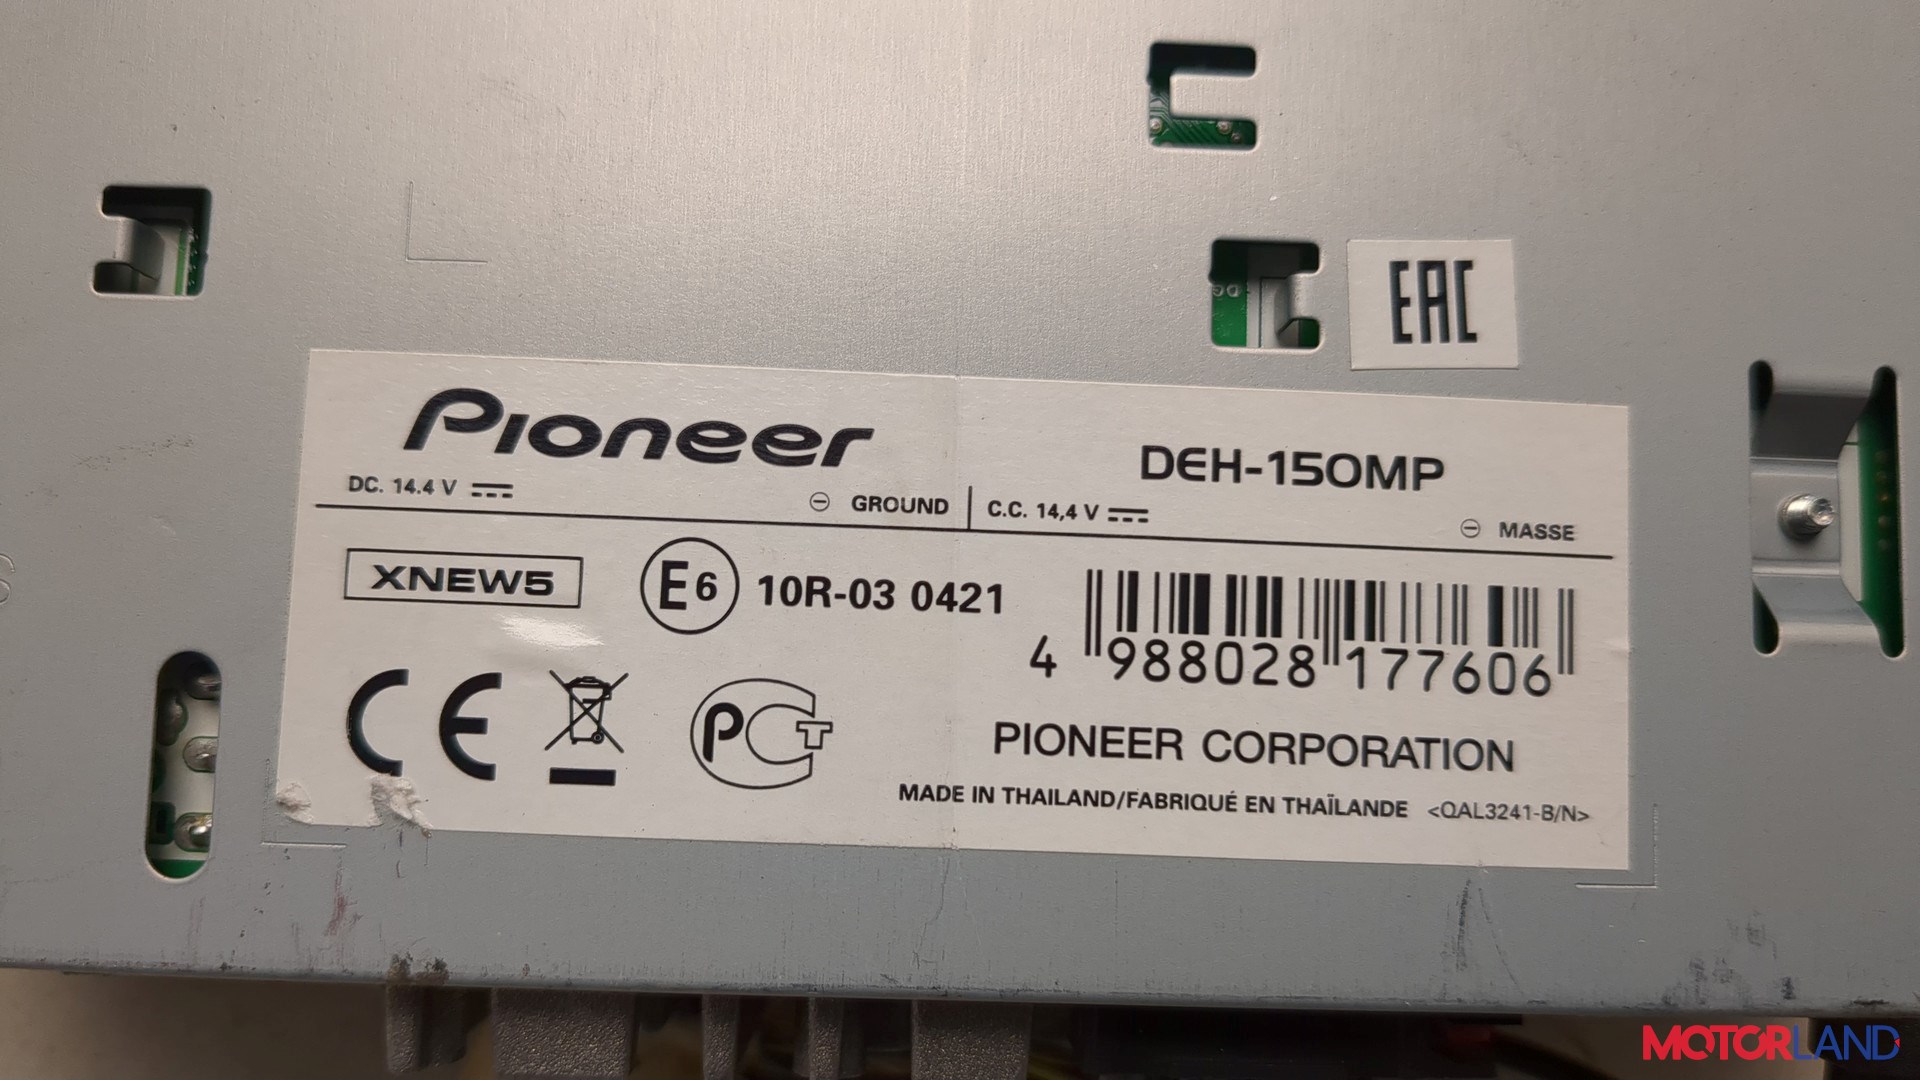 EAC
Pioneer
DEH-150MP
DC. 14.4 V
GROUND
C.C. 14,4 V
MASSE
XNEW5
E6 10R-03 0421
4 988028 177606
CE
PCT
PIONEER CORPORATION
MADE IN THAILAND/FABRIQUÉ EN THAÏLANDE <QAL3241-B/N>
MOTORLAND